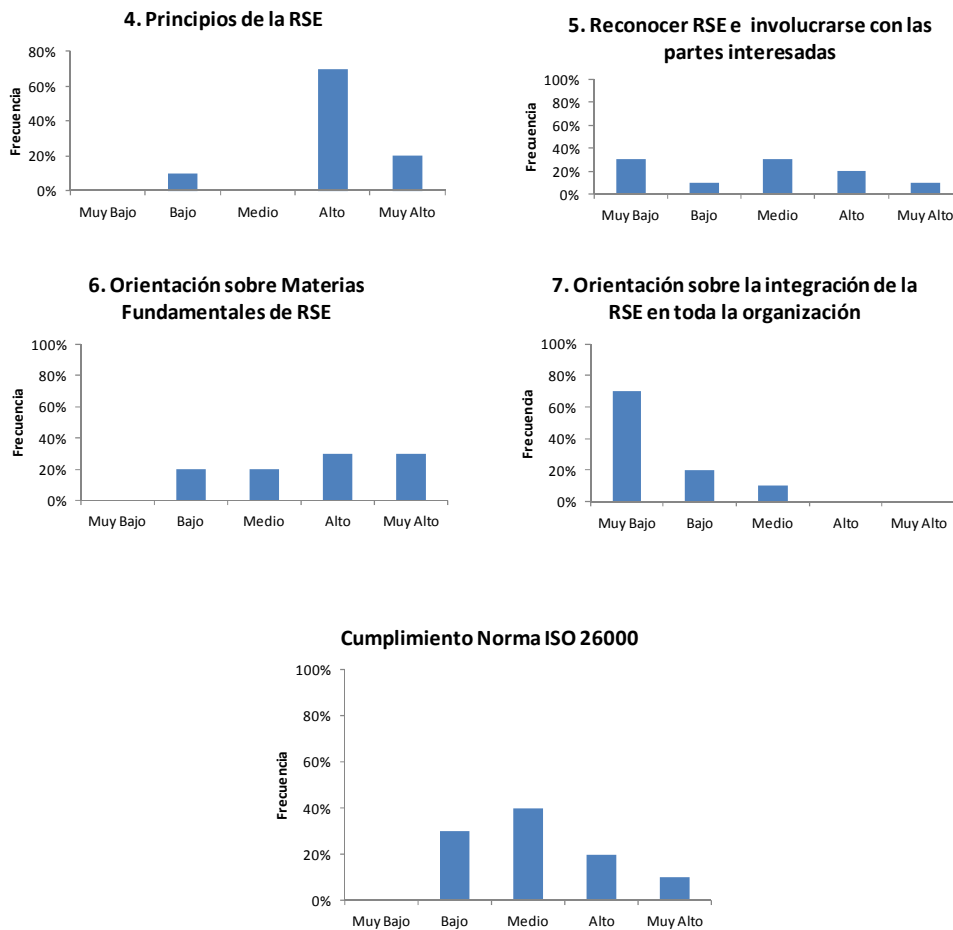 4. Principios de la RSE
80%
60%
40%
20%
0%
Frecuencia
Muy Bajo Bajo Medio Alto Muy Alto
5. Reconocer RSE e involucrarse con las
partes interesadas
100%
80%
60%
40%
20%
0%
Frecuencia
Muy Bajo Bajo Medio Alto Muy Alto
6. Orientación sobre Materias
Fundamentales de RSE
100%
80%
60%
40%
20%
0%
Frecuencia
Muy Bajo Bajo Medio Alto Muy Alto
7. Orientación sobre la integración de la
RSE en toda la organización
100%
80%
60%
40%
20%
0%
Frecuencia
Muy Bajo Bajo Medio Alto Muy Alto
Cumplimiento Norma ISO 26000
100%
80%
60%
40%
20%
0%
Frecuencia
Muy Bajo Bajo Medio Alto Muy Alto